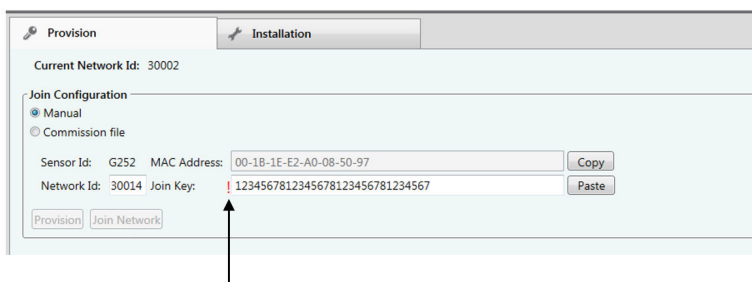 Provision Installation
Current Network Id: 30002
Join Configuration
Manual
Commission file
Sensor Id: G252 MAC Address: 00-1B-1E-E2-A0-08-50-97 Copy
Network Id: 30014 Join Key: ! 1234567812345678123456781234567 Paste
Provision Join Network